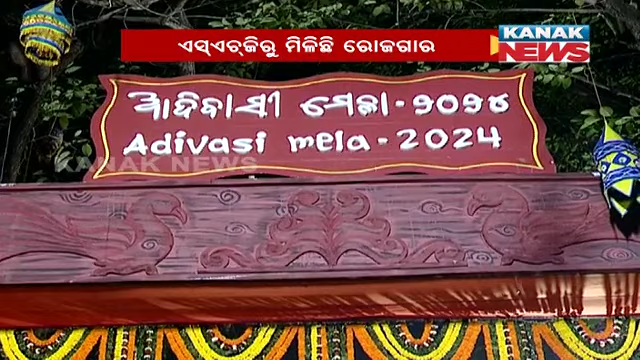 ଏସ୍ଏଚ୍‌ଜିରୁ ମିଳିଛି ରୋଜଗାର
KANAK
NEWS
ଆଦିବାସୀ ମେଳା - ୨୦୨୪
Adivasi mela - 2024
KANAK NEWS